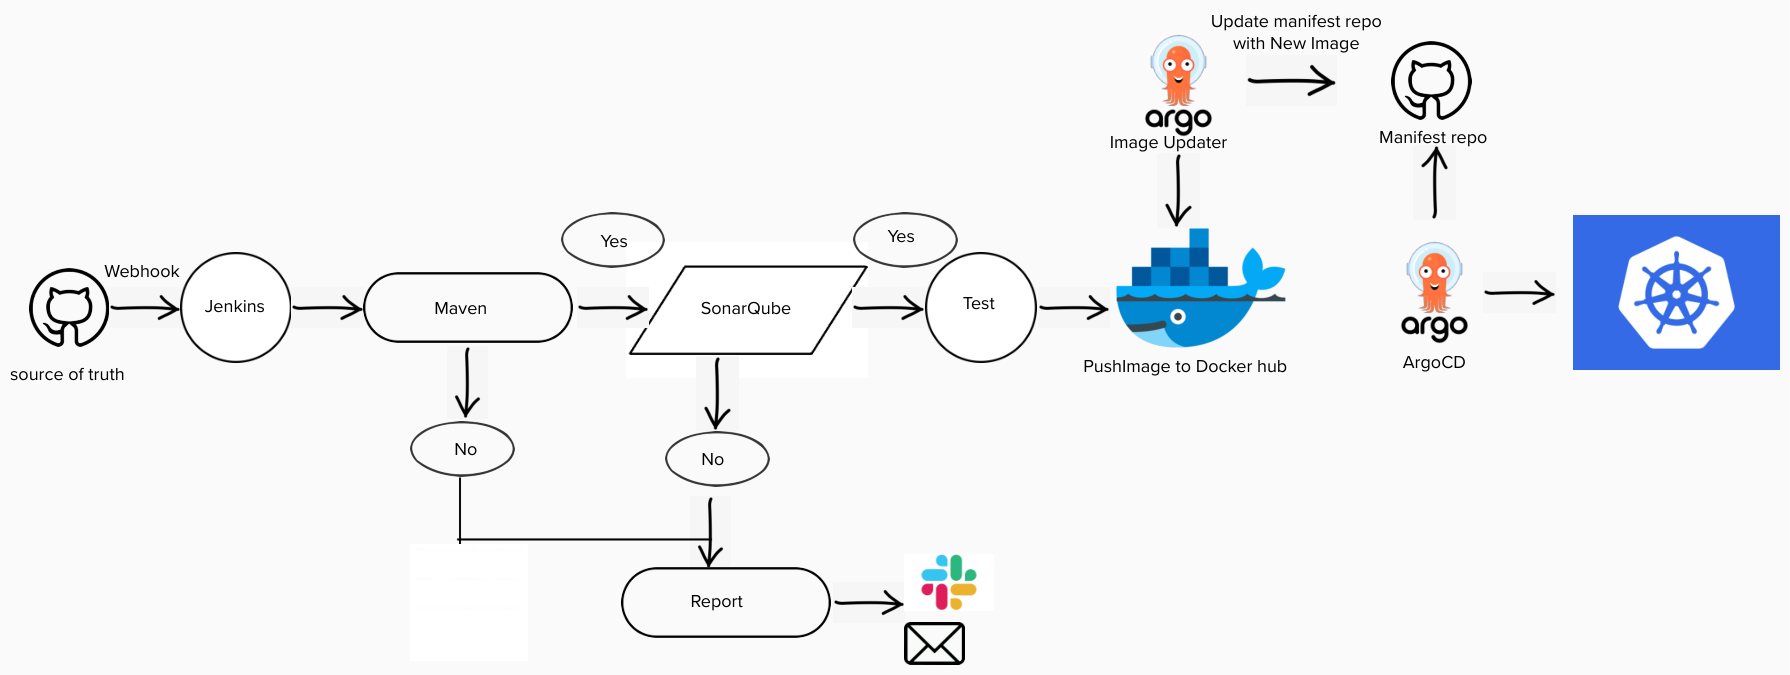 Update manifest repo
with New Image
argo
Image Updater
Manifest repo
Yes
Yes
Webhook
Jenkins
Maven
SonarQube
Test
argo
source of truth
PushImage to Docker hub
ArgoCD
No
No
Report